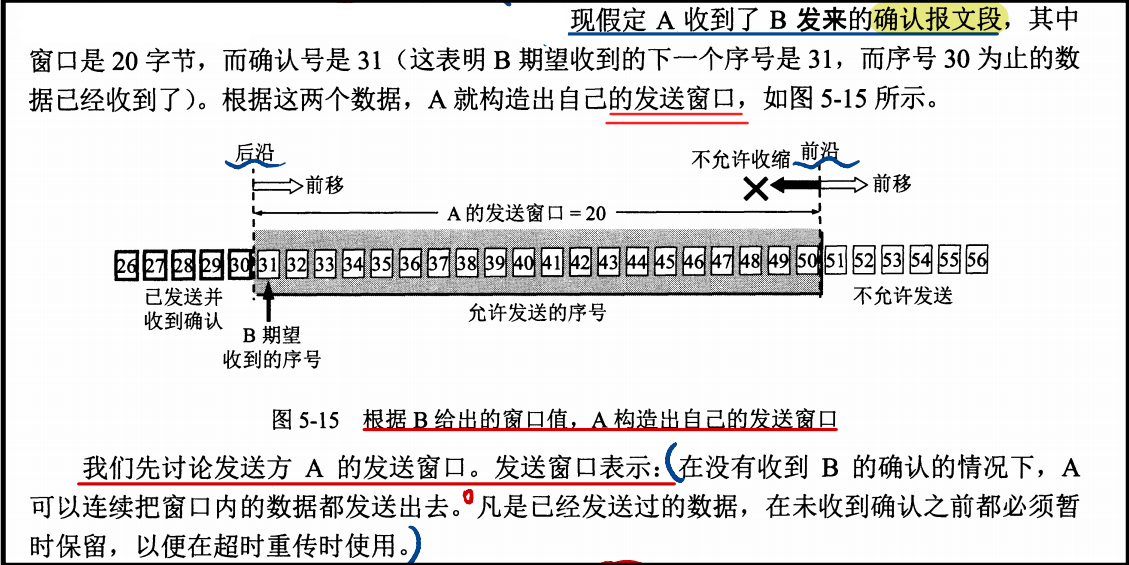 现假定 A 收到了 B 发来的确认报文段，其中
窗口是 20 字节，而确认号是 31（这表明 B 期望收到的下一个序号是 31，而序号 30 为止的数
据已经收到了）。根据这两个数据，A 就构造出自己的发送窗口，如图 5-15 所示。
后沿
不允许收缩 前沿
前移
前移
A 的发送窗口 = 20
26 27 28 29 30 31 32 33 34 35 36 37 38 39 40 41 42 43 44 45 46 47 48 49 50 51 52 53 54 55 56
已发送并
收到确认
B 期望
收到的序号
允许发送的序号
不允许发送
图 5-15 根据 B 给出的窗口值，A 构造出自己的发送窗口
我们先讨论发送方 A 的发送窗口。发送窗口表示：在没有收到 B 的确认的情况下，A
可以连续把窗口内的数据都发送出去。凡是已经发送过的数据，在未收到确认之前都必须暂
时保留，以便在超时重传时使用。